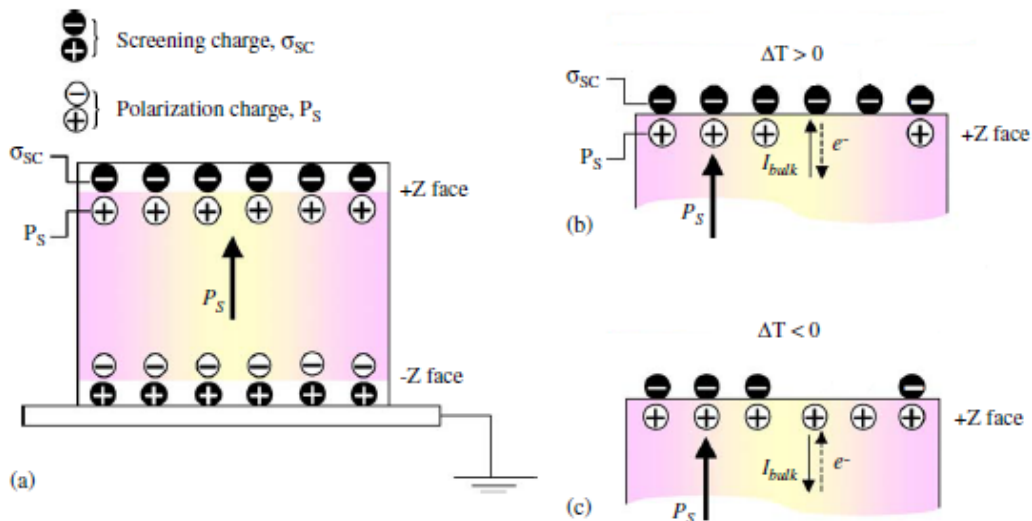 Screening charge, σSC
Polarization charge, PS
σSC
+Z face
PS
PS
-Z face
(a)
ΔT > 0
σSC
PS
+Z face
Ibulk
e-
PS
(b)
ΔT < 0
+Z face
Ibulk
e-
PS
(c)